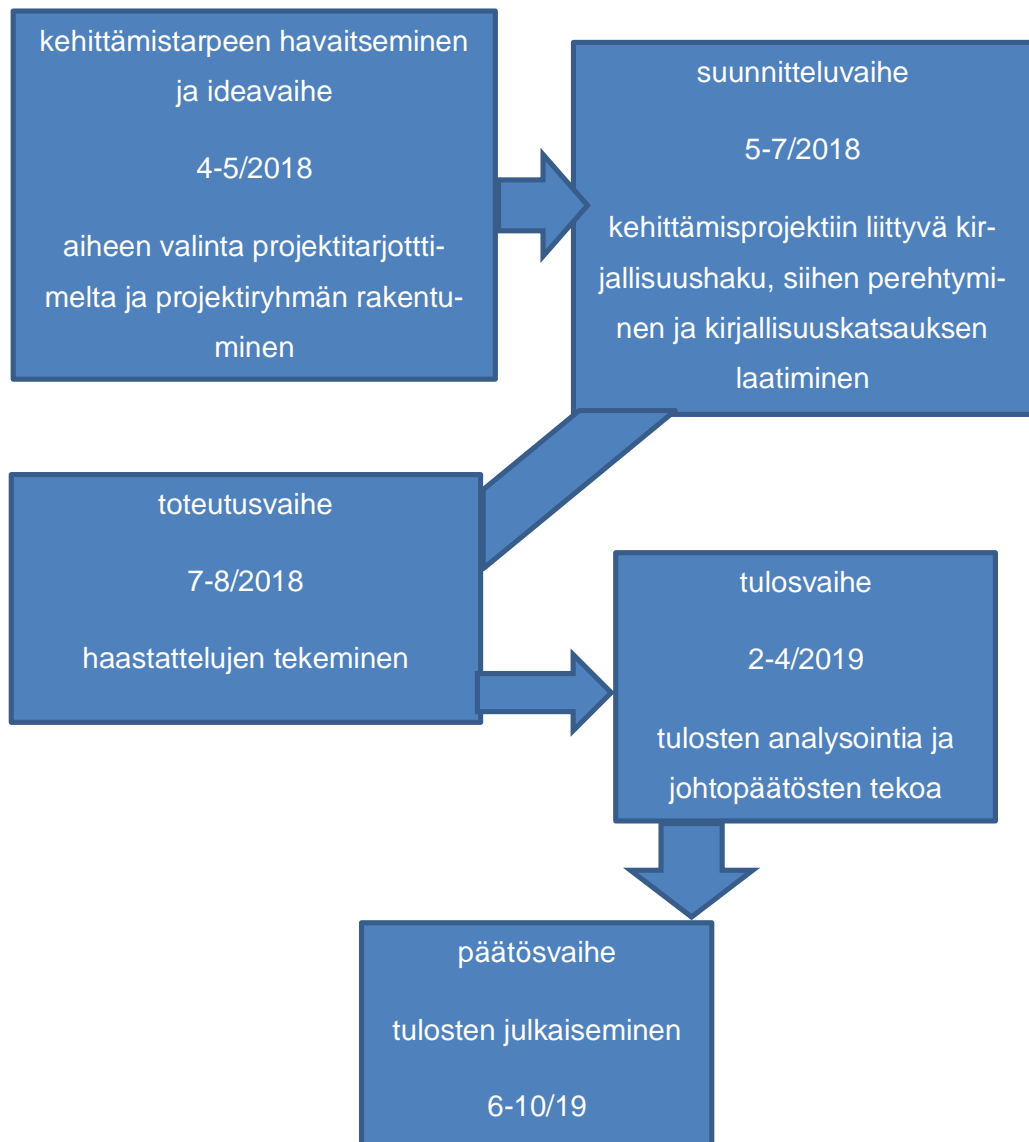 kehittämistarpeen havaitseminen
ja ideavaihe
4-5/2018
aiheen valinta projektitarjottti-
melta ja projektiryhmän rakentu-
minen
suunnitteluvaihe
5-7/2018
kehittämisprojektiin liittyvä kir-
jallisuushaku, siihen perehtymi-
nen ja kirjallisuuskatsauksen
laatiminen
toteutusvaihe
7-8/2018
haastattelujen tekeminen
tulosvaihe
2-4/2019
tulosten analysointia ja
johtopäätösten tekoa
päätösvaihe
tulosten julkaiseminen
6-10/19